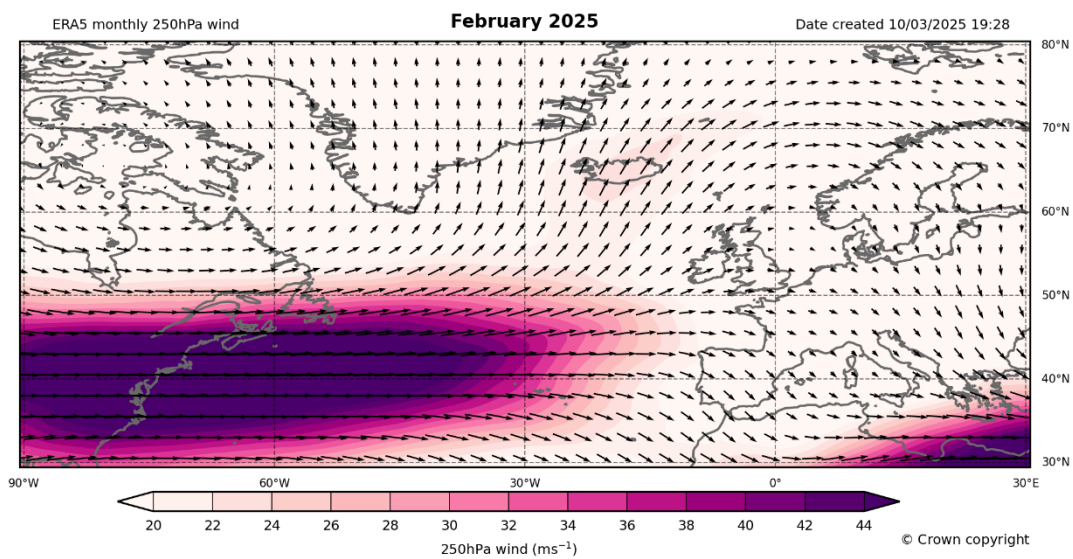 ERA5 monthly 250hPa wind
February 2025
Date created 10/03/2025 19:28
80°N
70°N
60°N
50°N
40°N
30°N
90°W 60°W 30°W 0° 30°E
20 22 24 26 28 30 32 34 36 38 40 42 44
250hPa wind (ms⁻¹)
© Crown copyright